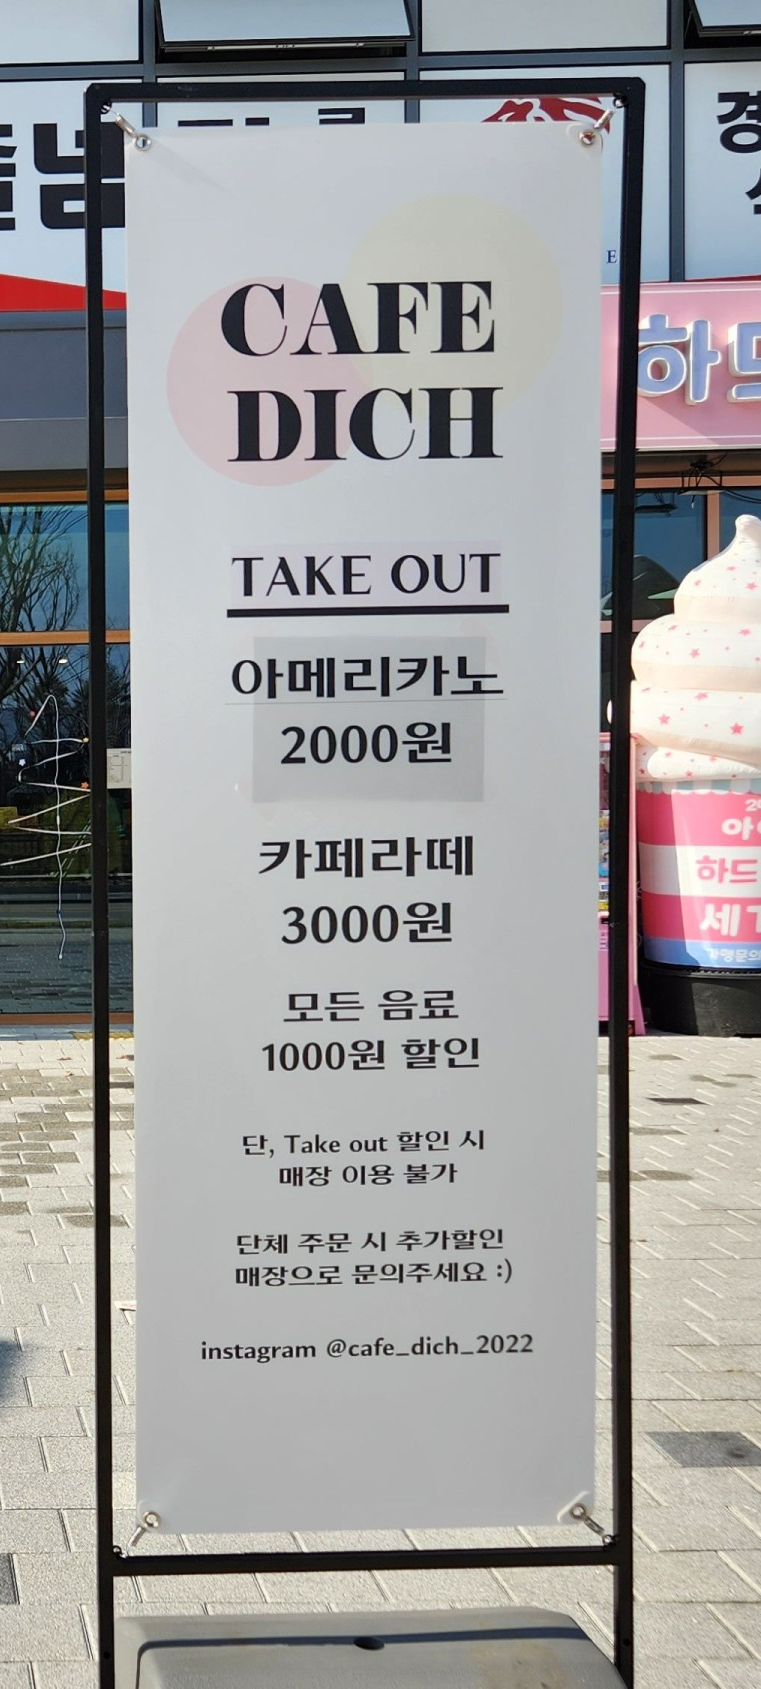 CAFE
DICH
TAKE OUT
아메리카노
2000원
카페라떼
3000원
모든 음료
1000원 할인
단, Take out 할인 시
매장 이용 불가
단체 주문 시 추가할인
매장으로 문의주세요 :)
instagram @cafe_dich_2022
하드